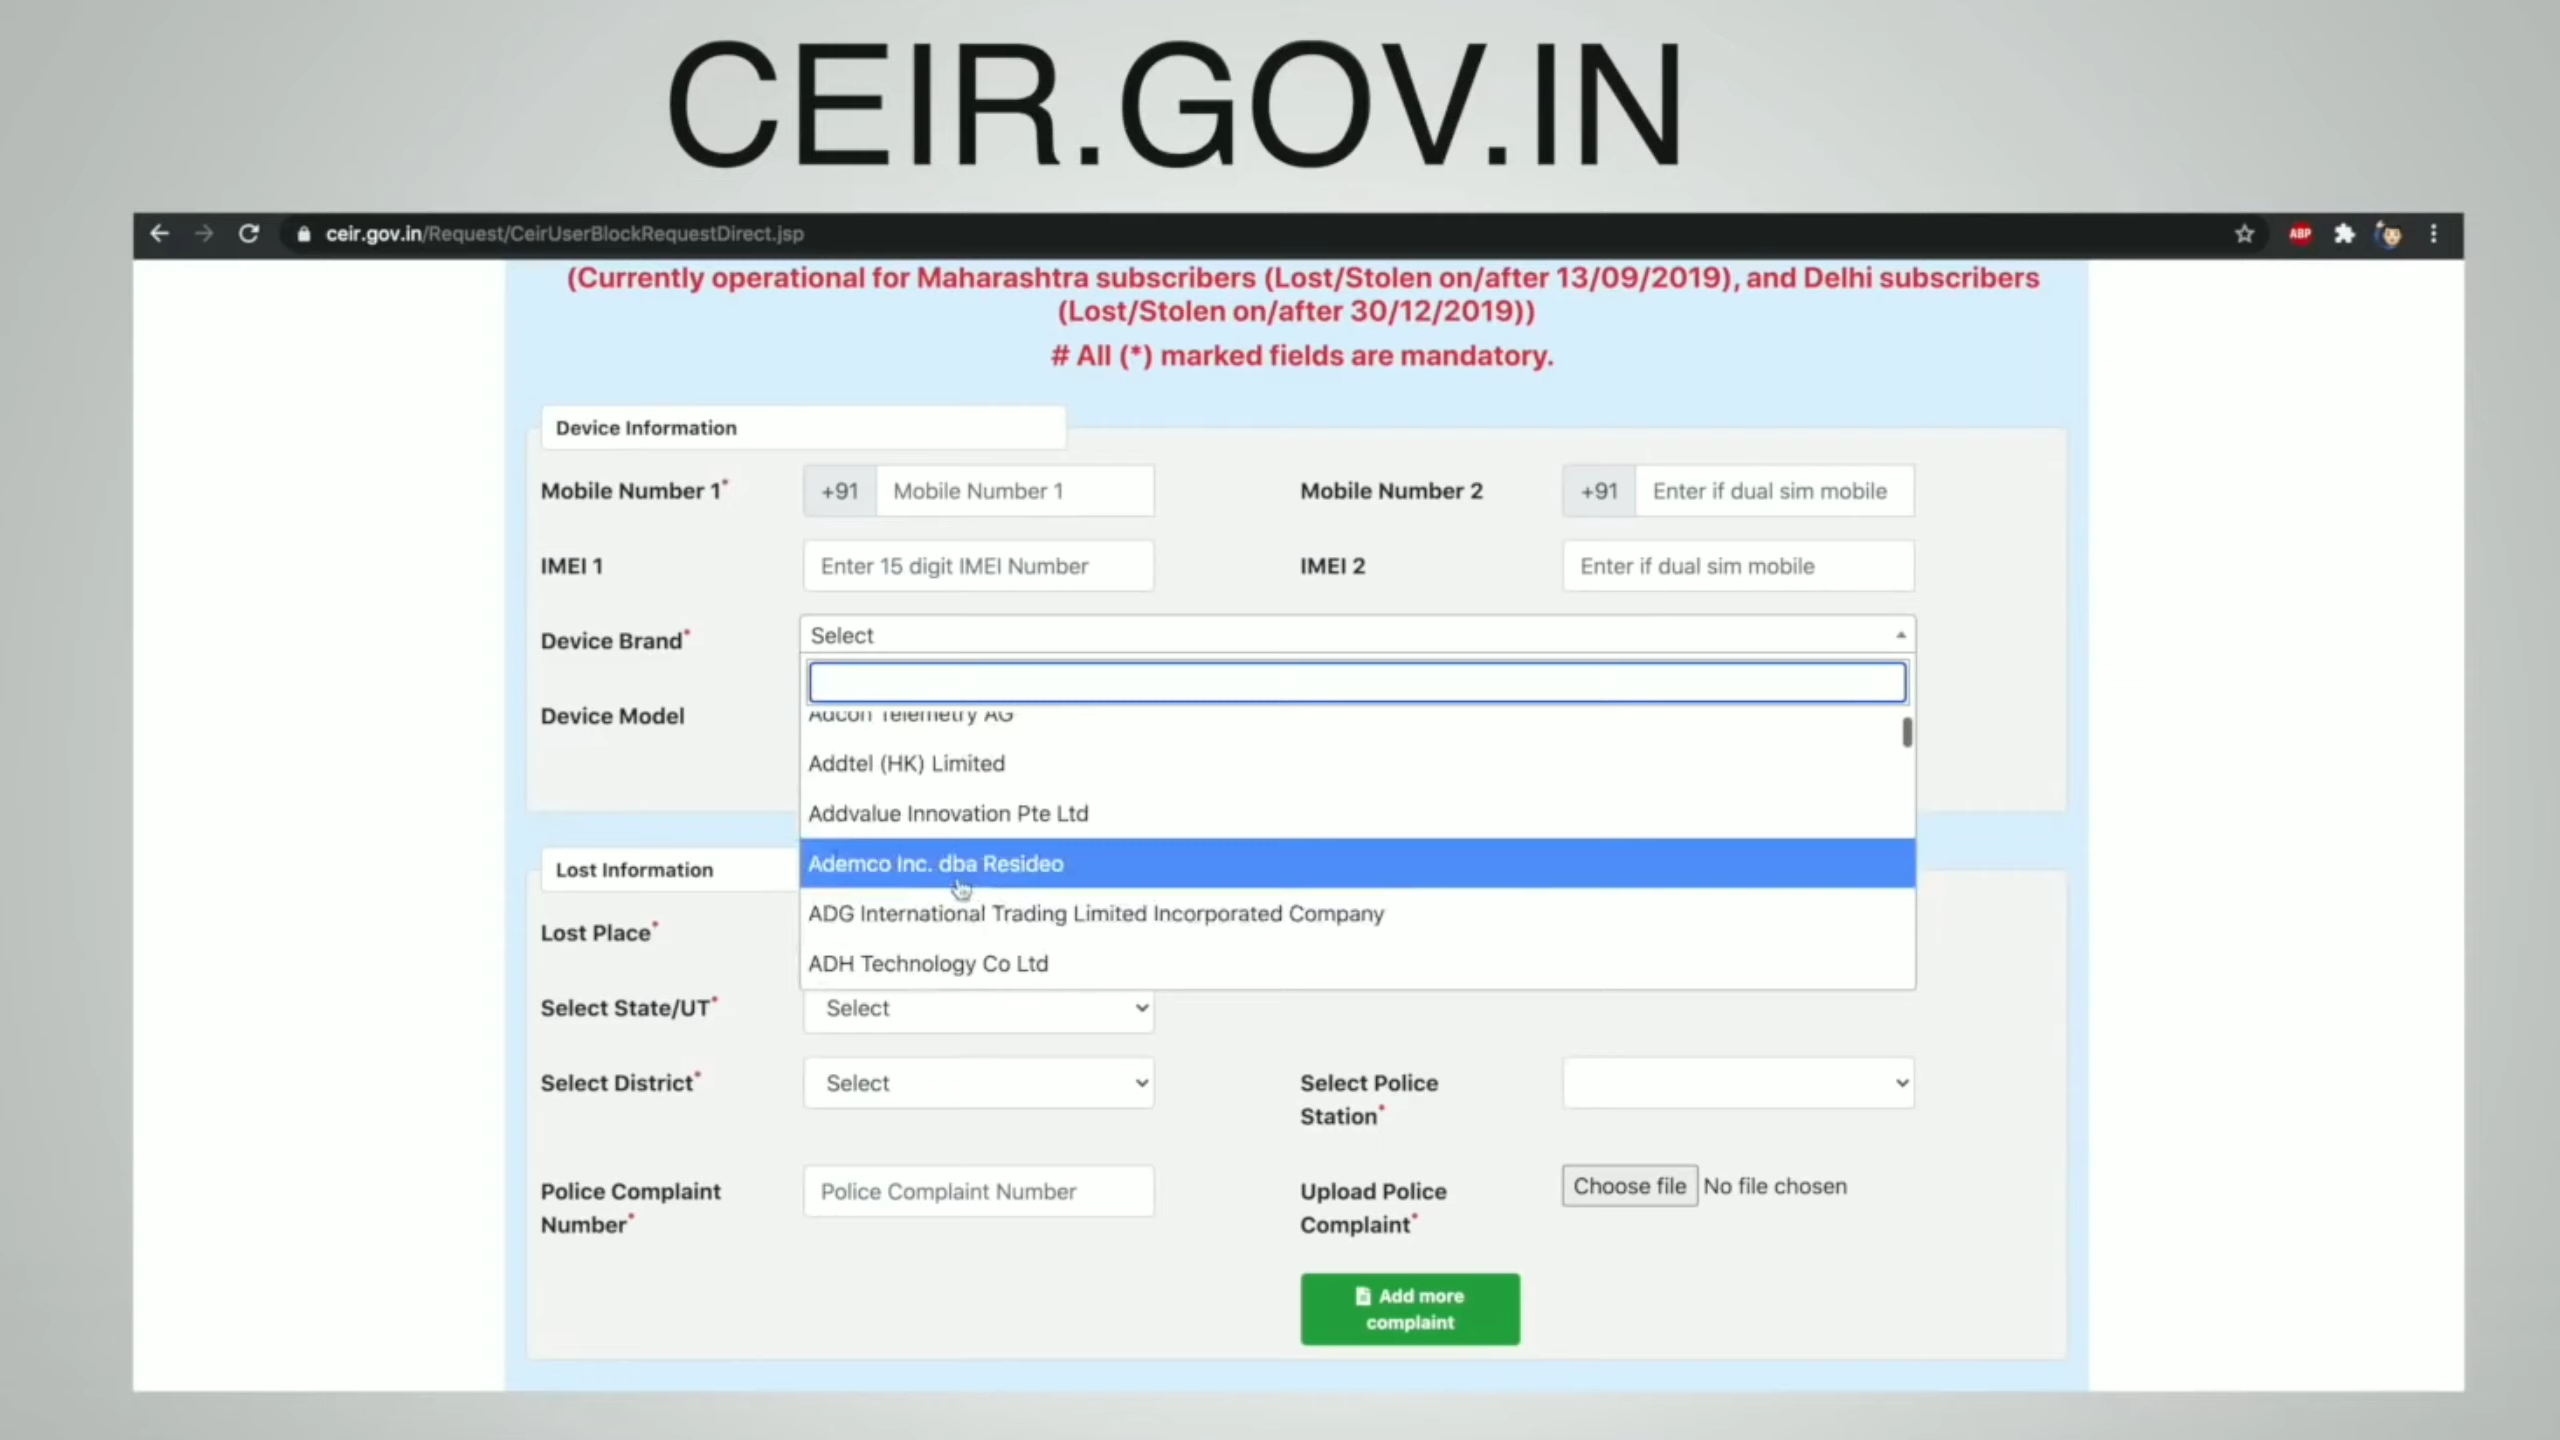 CEIR.GOV.IN
ceir.gov.in/Request/CeirUserBlockRequestDirect.jsp
ABP
(Currently operational for Maharashtra subscribers (Lost/Stolen on/after 13/09/2019), and Delhi subscribers
(Lost/Stolen on/after 30/12/2019))
# All (*) marked fields are mandatory.
Device Information
Mobile Number 1* +91 Mobile Number 1 Mobile Number 2 +91 Enter if dual sim mobile
IMEI 1 Enter 15 digit IMEI Number IMEI 2 Enter if dual sim mobile
Device Brand* Select
Device Model
Adcon Telemetry AG
Addtel (HK) Limited
Addvalue Innovation Pte Ltd
Ademco Inc. dba Resideo
ADG International Trading Limited Incorporated Company
ADH Technology Co Ltd
Lost Information
Lost Place*
Select State/UT* Select
Select District* Select Select Police
Station*
Police Complaint Police Complaint Number Upload Police Choose file No file chosen
Number* Complaint*
Add more
complaint